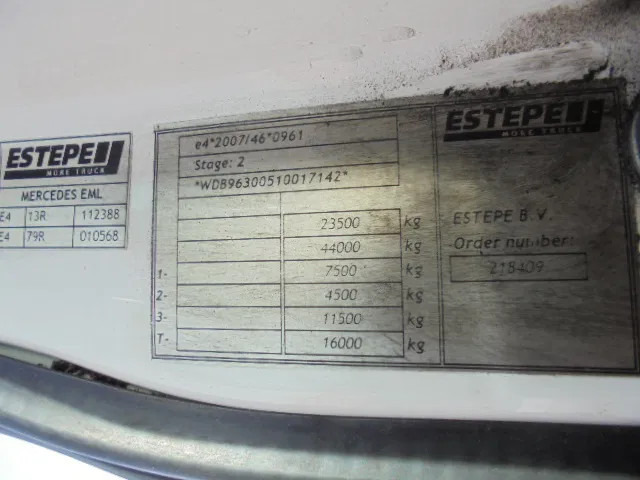 ESTEPE
MORE TRUCK
MERCEDES EML
E4 13R 112388
E4 79R 010568
e4*2007/46*0961
Stage: 2
*WDB96300510017142*
23500 kg
44000 kg
1- 7500 kg
2- 4500 kg
3- 11500 kg
T- 16000 kg
ESTEPE
MORE TRUCK
ESTEPE B.V.
Order number:
218409